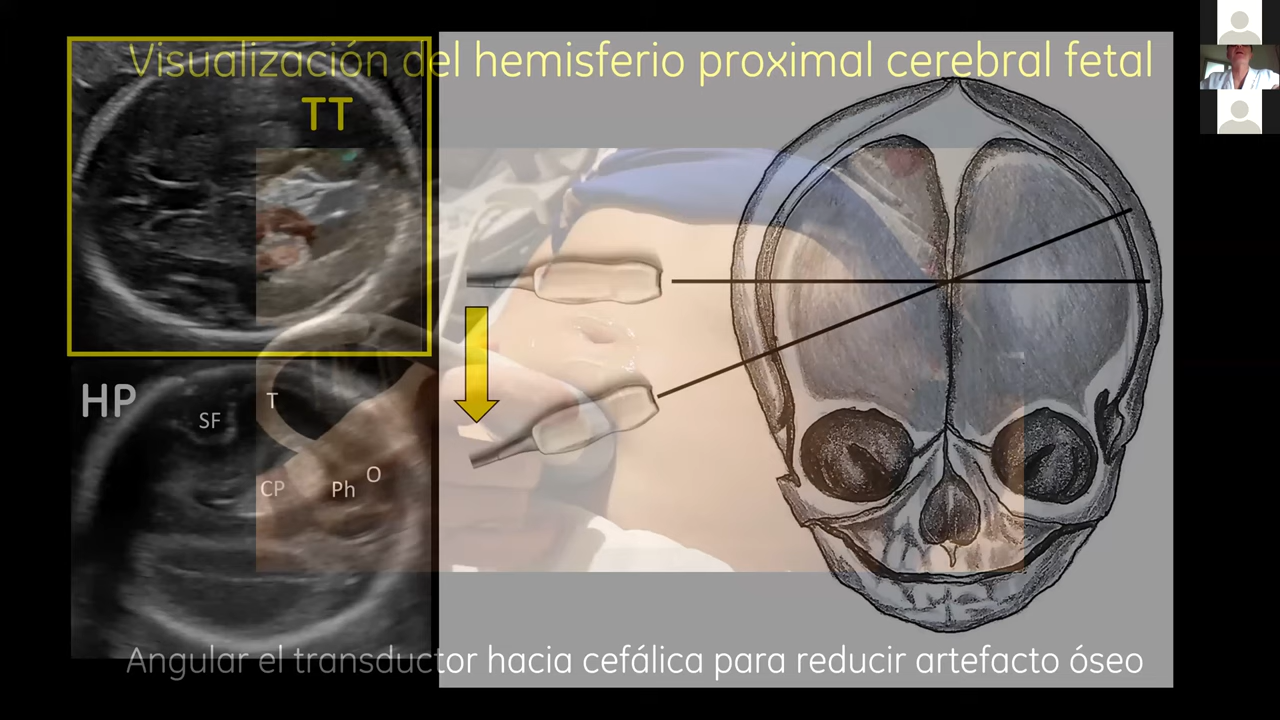 Visualización del hemisferio proximal cerebral fetal
TT
HP
SF
T
CP
Ph
O
Angular el transductor hacia cefálica para reducir artefacto óseo